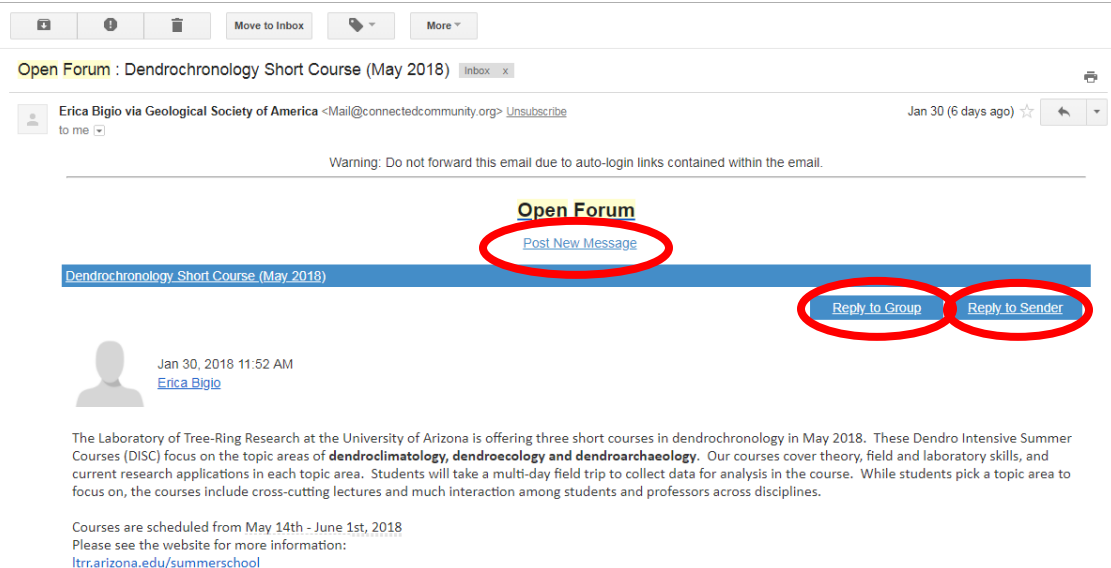 Move to Inbox More
Open Forum : Dendrochronology Short Course (May 2018) Inbox x
Erica Bigio via Geological Society of America <Mail@connectedcommunity.org> Unsubscribe Jan 30 (6 days ago)
to me
Warning: Do not forward this email due to auto-login links contained within the email.
Open Forum
Post New Message
Dendrochronology Short Course (May 2018)
Reply to Group Reply to Sender
Jan 30, 2018 11:52 AM
Erica Bigio
The Laboratory of Tree-Ring Research at the University of Arizona is offering three short courses in dendrochronology in May 2018. These Dendro Intensive Summer
Courses (DISC) focus on the topic areas of dendroclimatology, dendroecology and dendroarchaeology. Our courses cover theory, field and laboratory skills, and
current research applications in each topic area. Students will take a multi-day field trip to collect data for analysis in the course. While students pick a topic area to
focus on, the courses include cross-cutting lectures and much interaction among students and professors across disciplines.
Courses are scheduled from May 14th - June 1st, 2018
Please see the website for more information:
ltrr.arizona.edu/summerschool